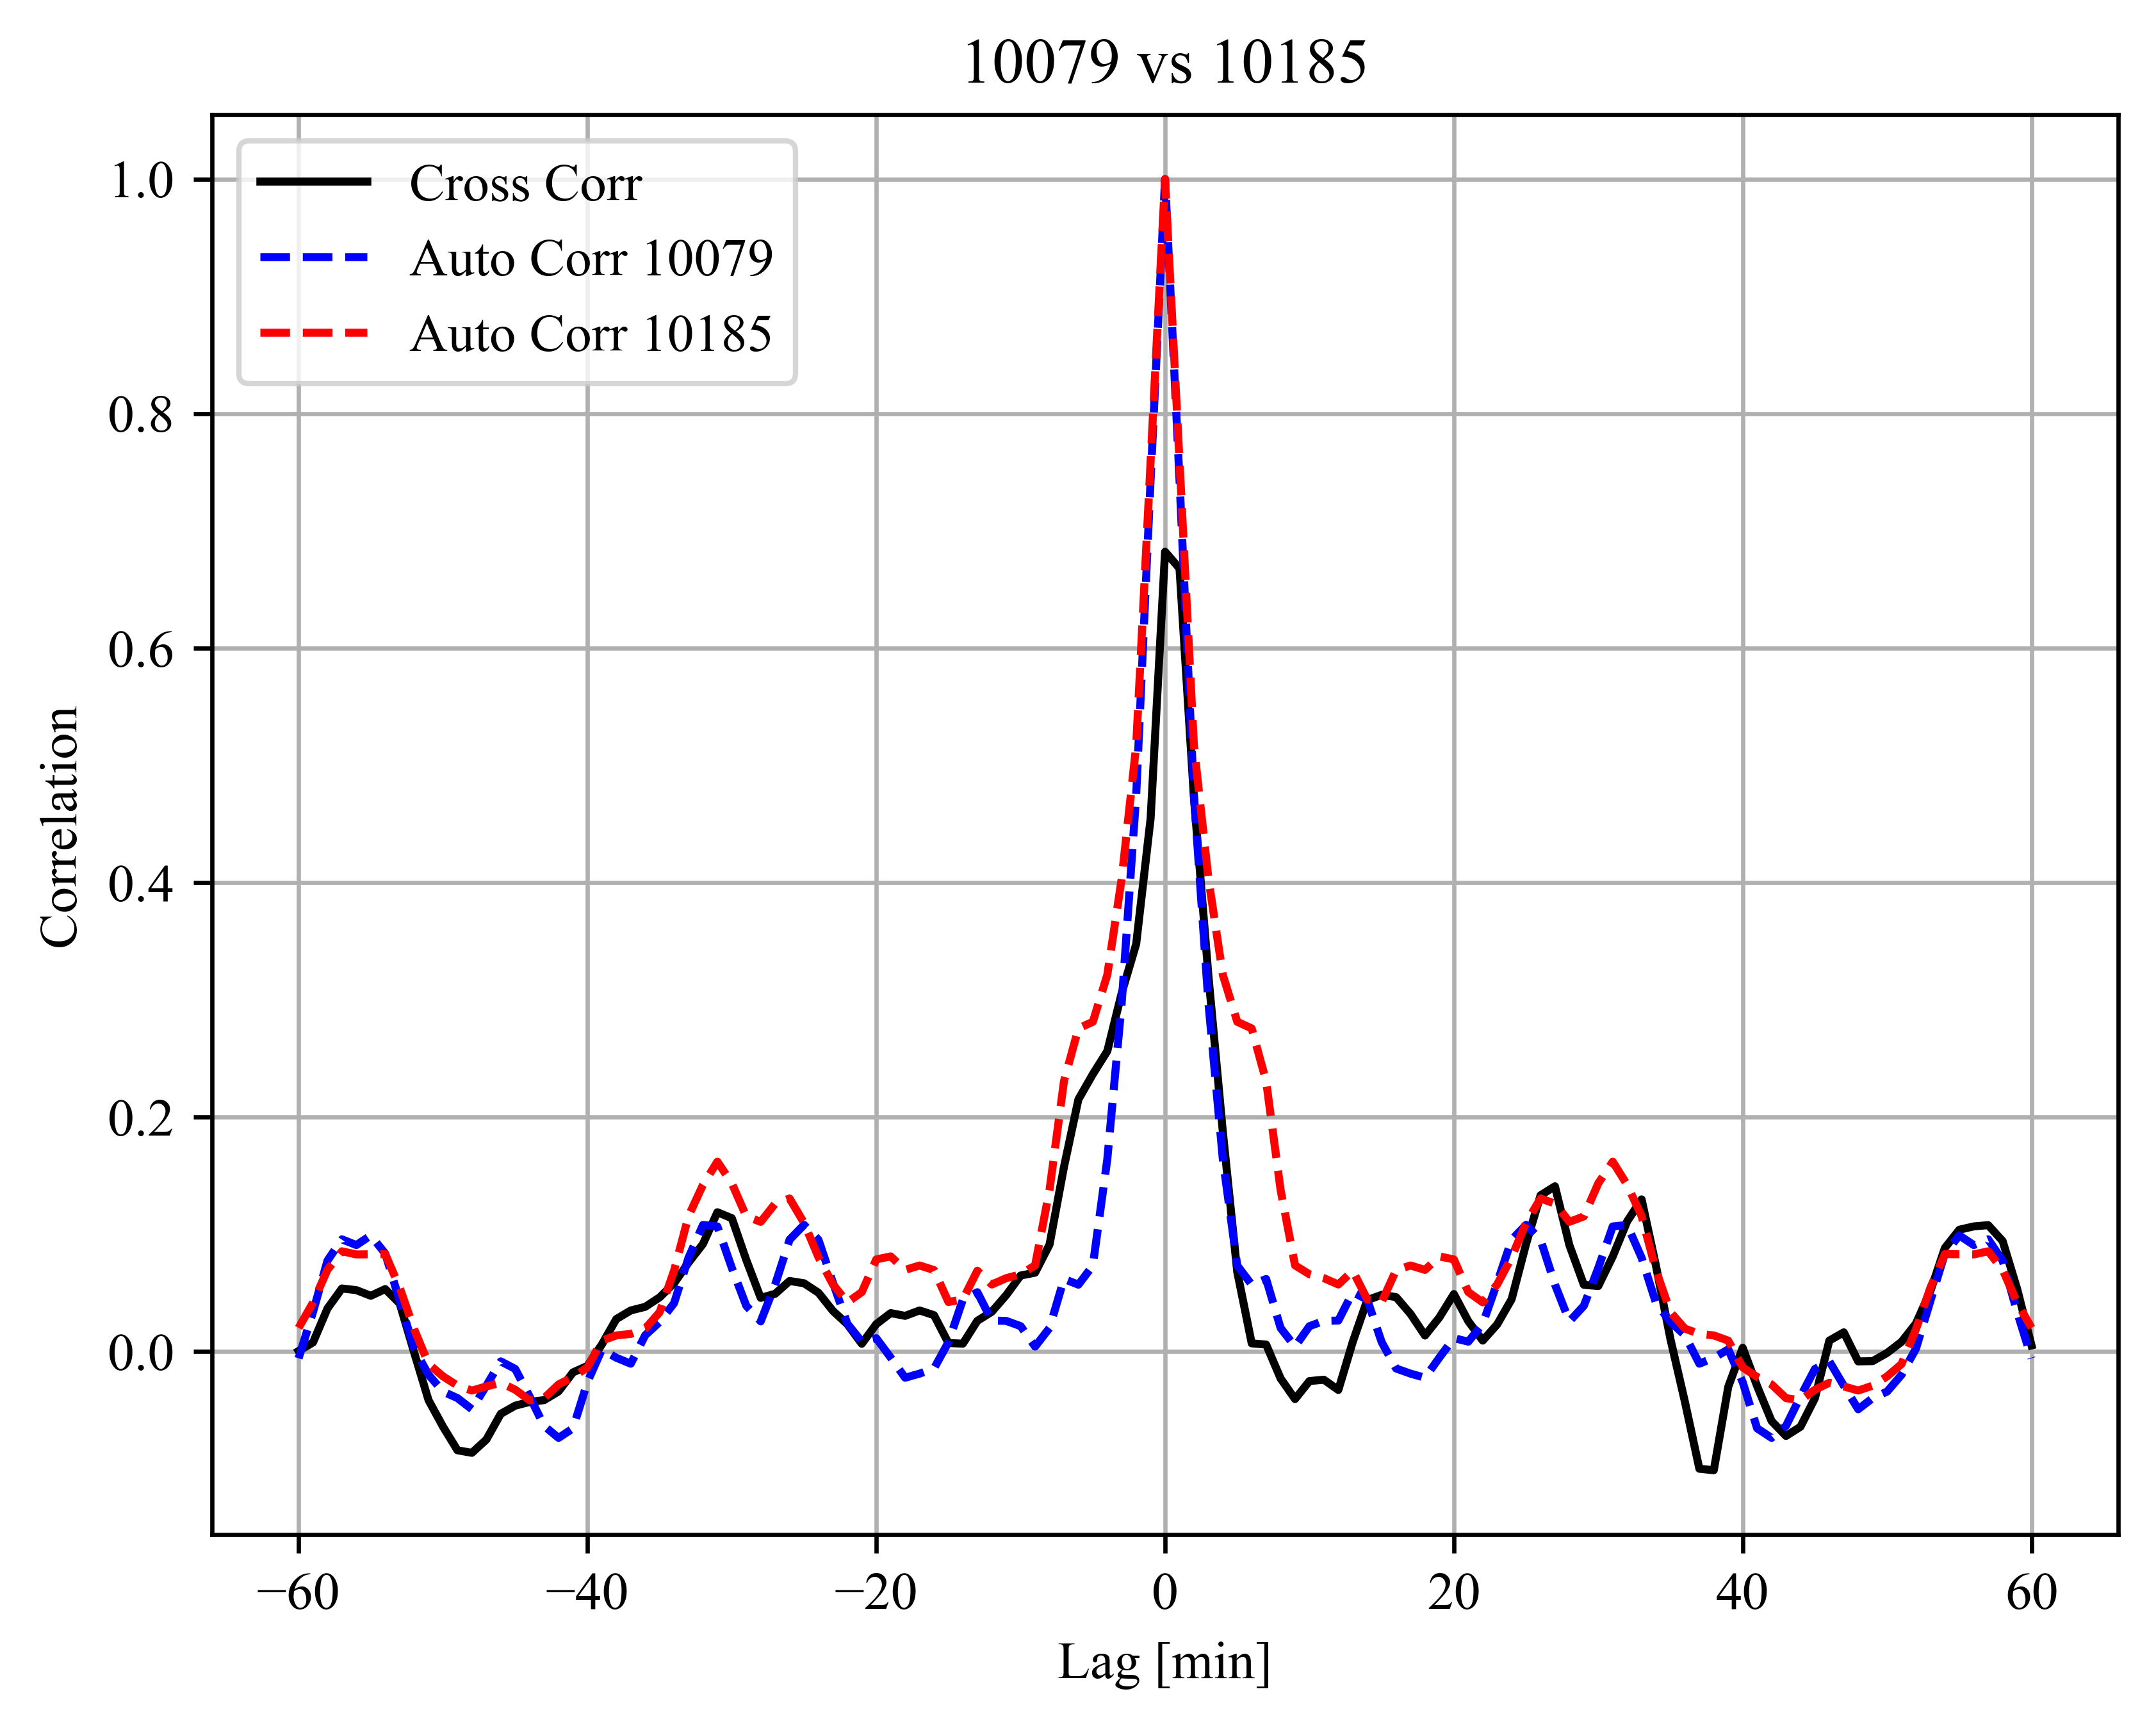 10079 vs 10185
Cross Corr
Auto Corr 10079
Auto Corr 10185
1.0
0.8
0.6
0.4
0.2
0.0
Correlation
−60 −40 −20 0 20 40 60
Lag [min]